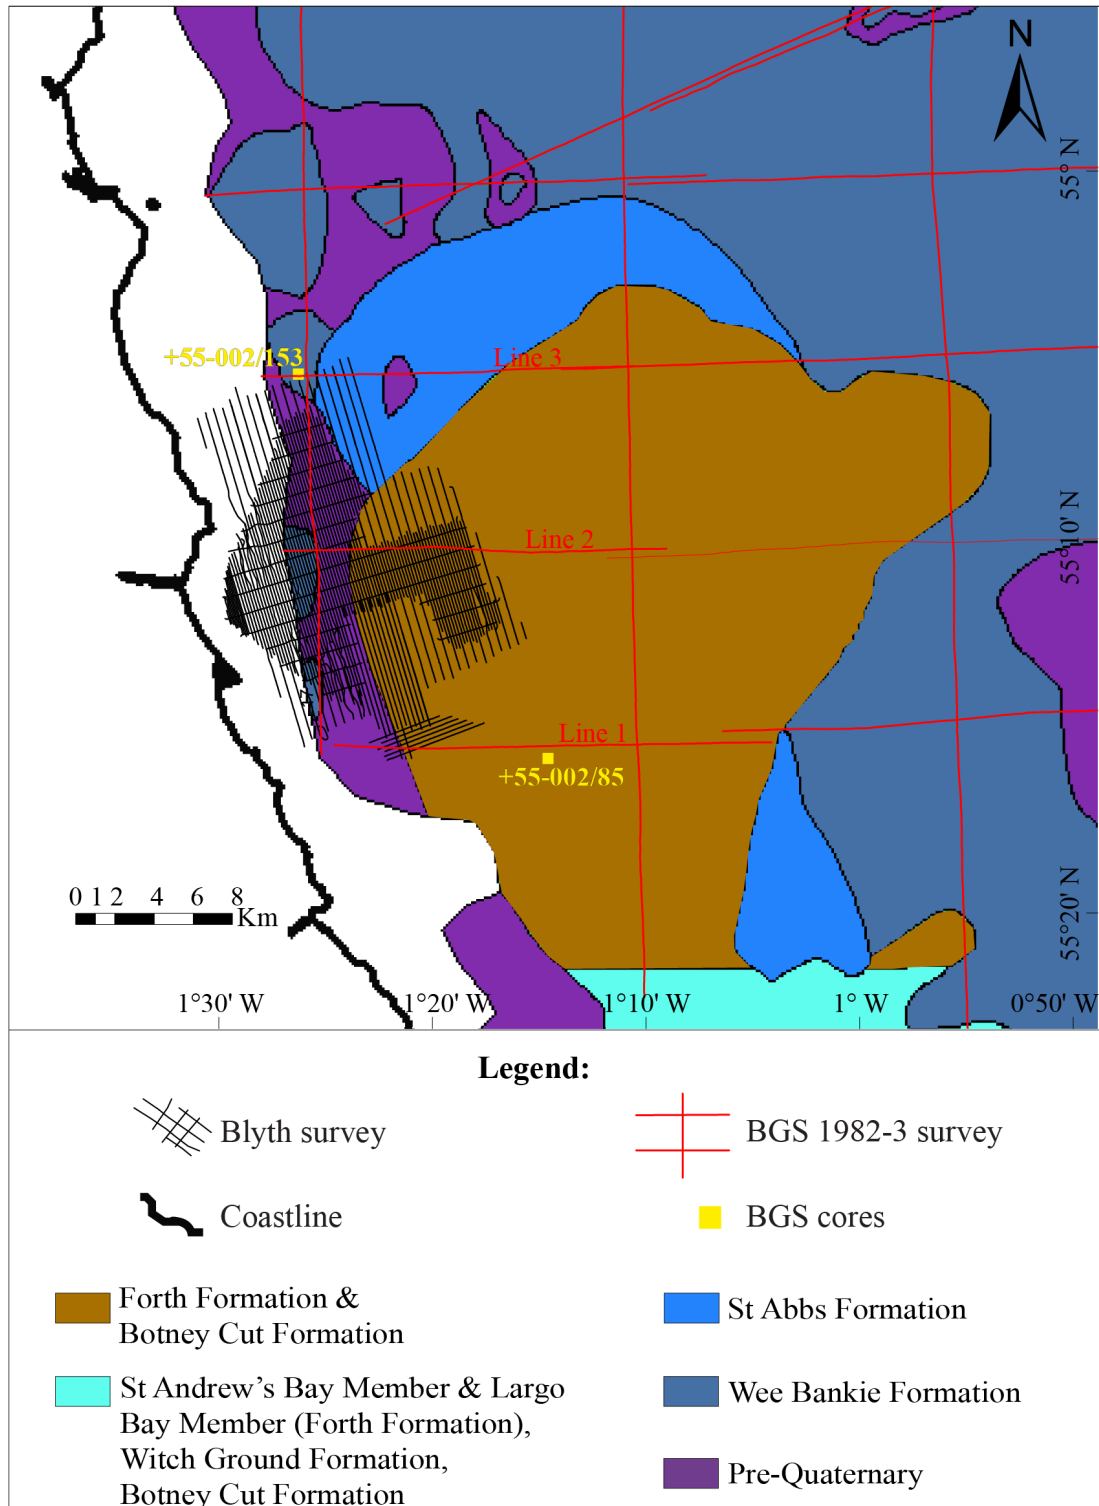 N
55° N
+55-002/153
Line 3
Line 2
55°10' N
Line 1
+55-002/85
0 1 2 4 6 8
Km
55°20' N
1°30' W
1°20' W
1°10' W
1° W
0°50' W
Legend:
Blyth survey
BGS 1982-3 survey
Coastline
BGS cores
Forth Formation &
Botney Cut Formation
St Abbs Formation
St Andrew’s Bay Member & Largo
Bay Member (Forth Formation),
Witch Ground Formation,
Botney Cut Formation
Wee Bankie Formation
Pre-Quaternary